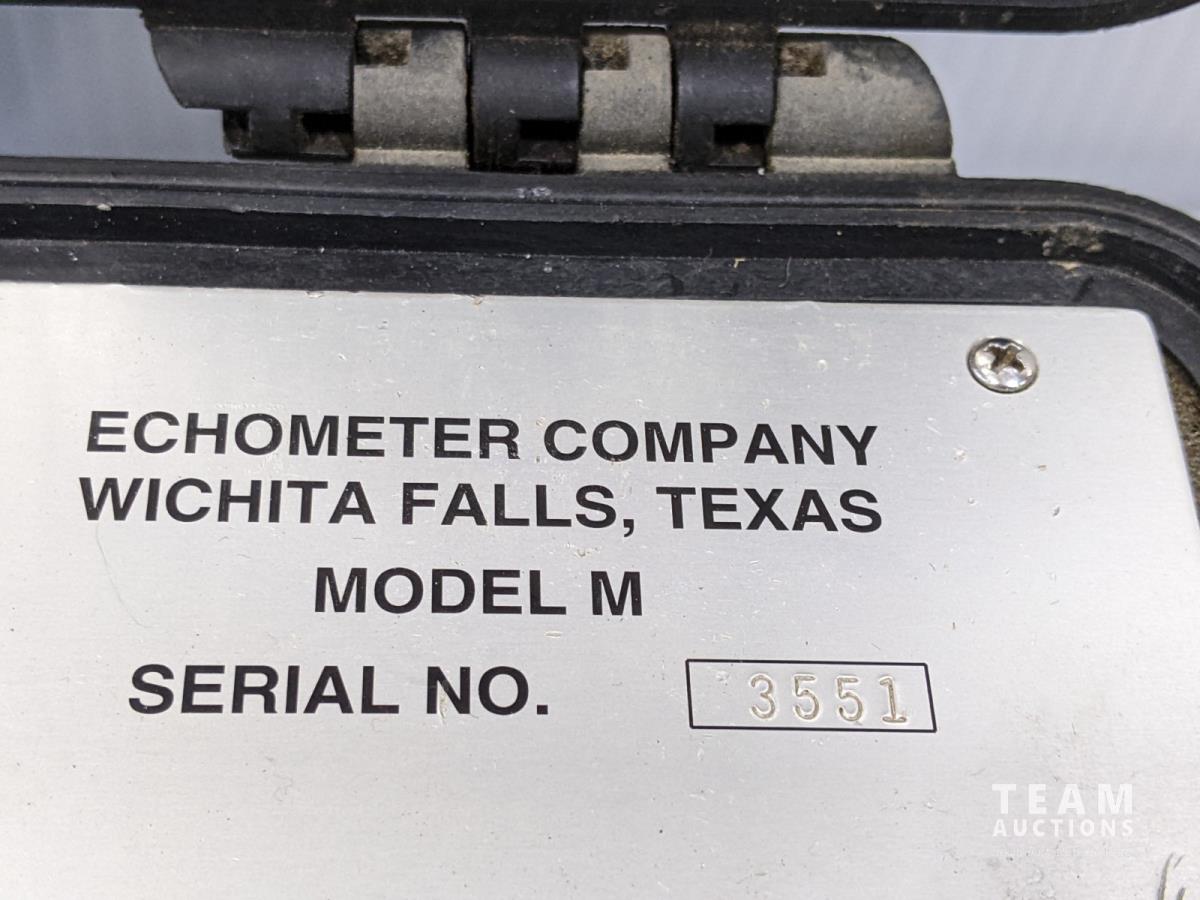 ECHOMETER COMPANY
WICHITA FALLS, TEXAS
MODEL M
SERIAL NO. 3551
TEAM
AUCTIONS